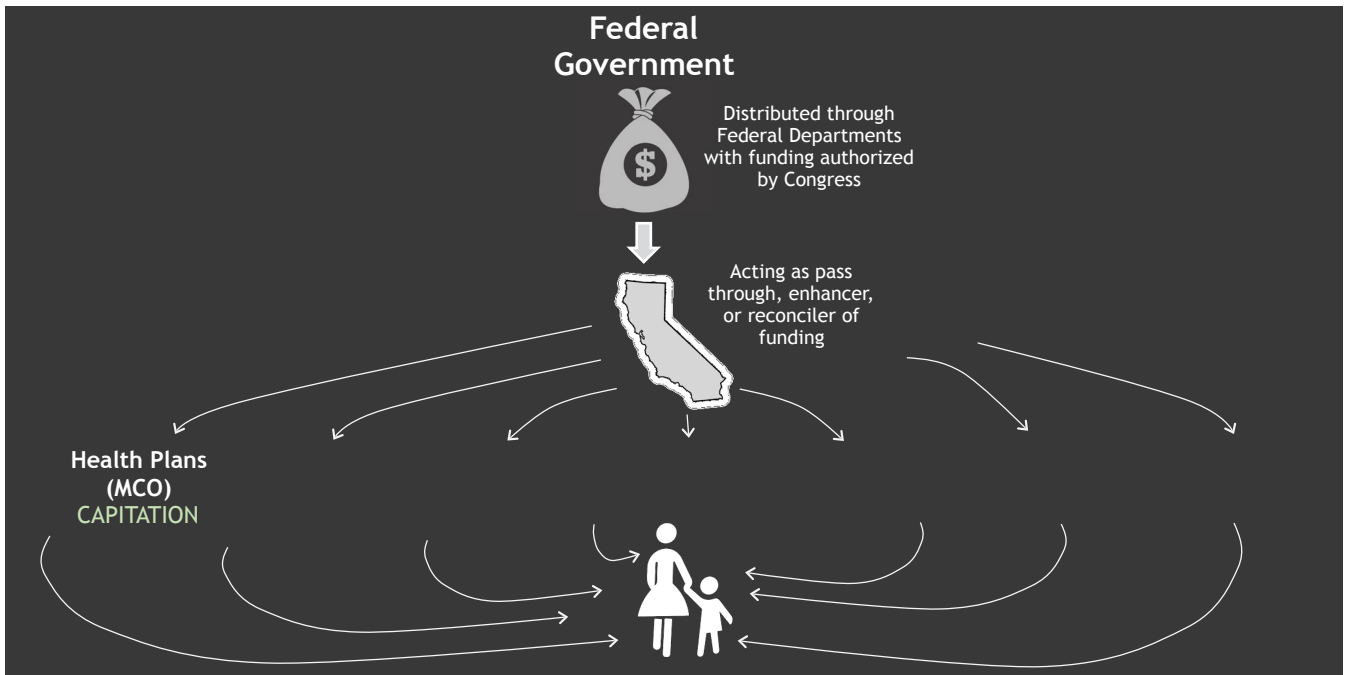 Federal
Government
$
Distributed through
Federal Departments
with funding authorized
by Congress
Acting as pass
through, enhancer,
or reconciler of
funding
Health Plans
(MCO)
CAPITATION